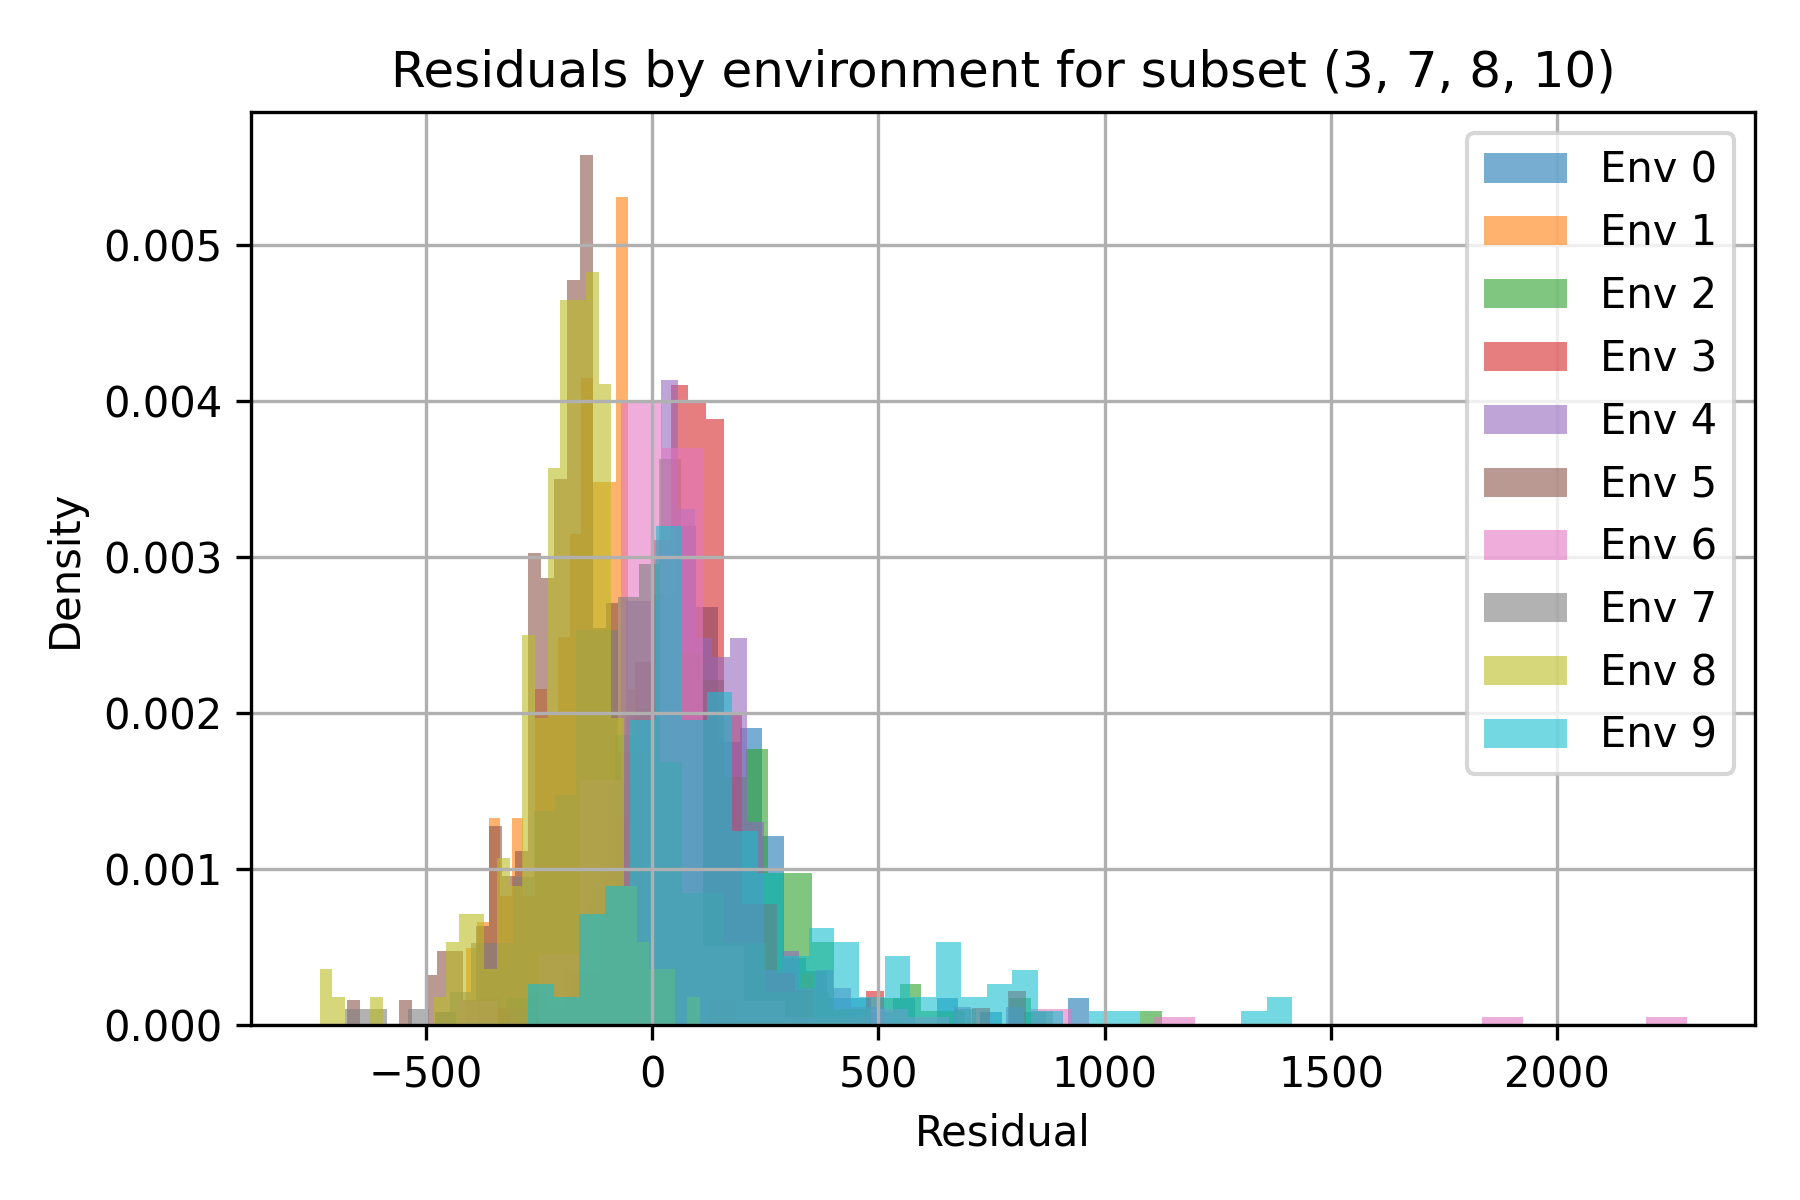 Residuals by environment for subset (3, 7, 8, 10)
Density
0.005
0.004
0.003
0.002
0.001
0.000
−500
0
500
1000
1500
2000
Residual
Env 0
Env 1
Env 2
Env 3
Env 4
Env 5
Env 6
Env 7
Env 8
Env 9